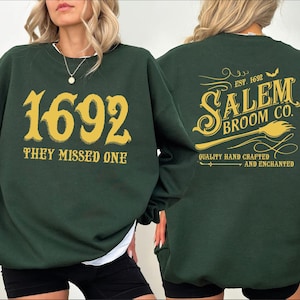 1692
THEY MISSED ONE
EST. 1692
SALEM
BROOM CO.
QUALITY HAND CRAFTED
AND ENCHANTED